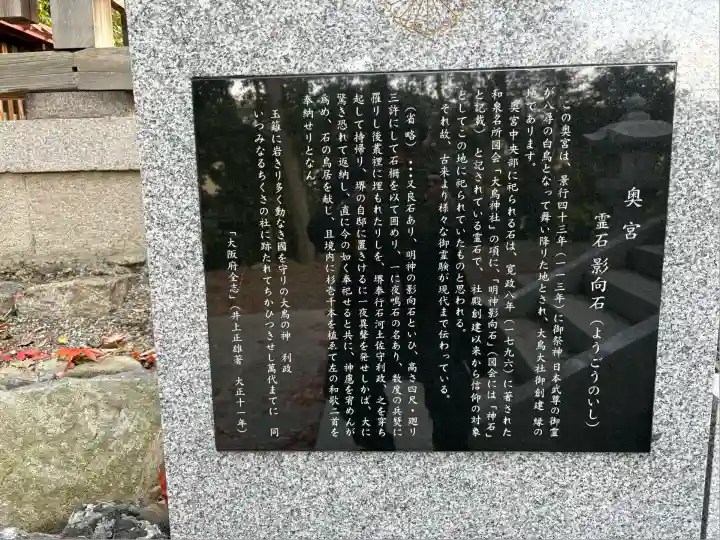 奥宮
霊石 影向石（ようごうのいし）
この奥宮は、景行四十三年（一一三年）に御祭神 日本武尊の御霊
が八尋の白鳥となって舞い降りた地とされ、大鳥大社御創建 縁の
地であります。
奥宮中央部に祀られる石は、寛政八年（一七九六）に著された
和泉名所図会「大鳥神社」の項に、「明神影向石」（図会には「神石」
と記載）と記されている霊石で、社殿創建以来から信仰の対象
としてこの地に祀られていたものと思われる。
それ故、古来より様々な御霊験が現代まで伝わっている。
（省略）・・・又良石あり、明神の影向石といひ、高さ四尺・廻り
三許にして石柵を以て固めり、一に夜鳴石の名あり、数度の兵燹に
罹りし後叢裡に埋もれたりしを、堺奉行石河土佐守利政、之を穿ち
起して持帰り、堺の自邸に置きけるに一夜異聲を発せしかば、大に
驚き恐れて返納し、直に今の如く奉祀せると共に、神慮を宥めんが
為め、石の鳥居を献じ、且境内に杉壱千本を植ゑて左の和歌二首を
奉納せりとなん。
玉籬に岩きり多く動なき國を守りの大鳥の神 利政
いつみなるちくさの社に跡たれてちかひつきせし萬代までに 同
「大阪府全志」（井上正雄著 大正十一年）